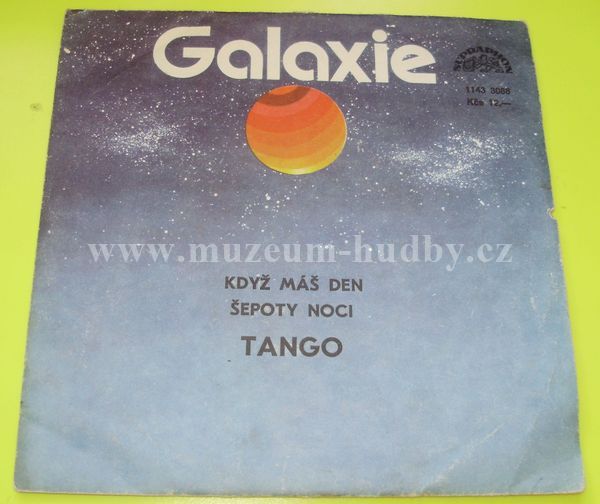 Galaxie
SUPRAPHON
1143 3088
Kčs 12,—
www.muzeum-hudby.cz
KDYŽ MÁŠ DEN
ŠEPOTY NOCI
TANGO